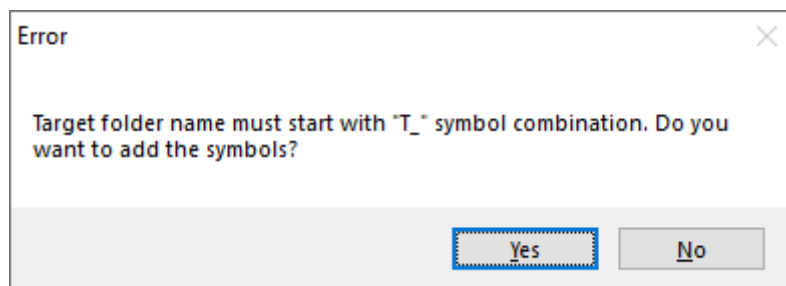 Error
Target folder name must start with "T_" symbol combination. Do you
want to add the symbols?
Yes
No